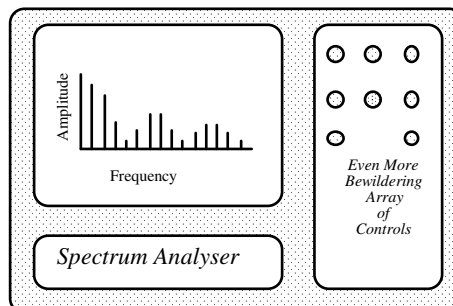 Amplitude
Frequency
Spectrum Analyser
Even More
Bewildering
Array
of
Controls